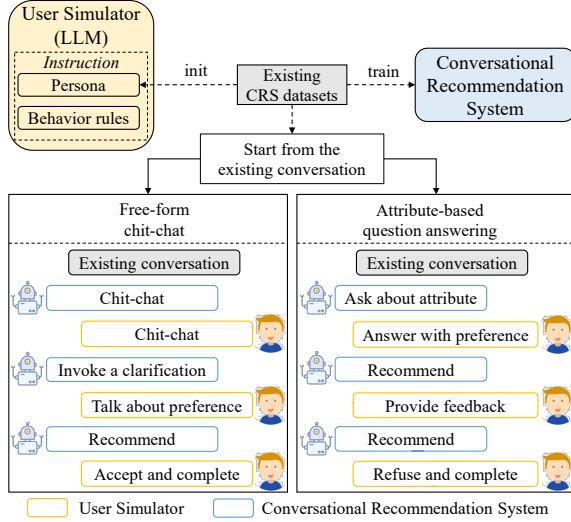 User Simulator
(LLM)
Instruction
Persona
Behavior rules
init
Existing
CRS datasets
train
Conversational
Recommendation
System
Start from the
existing conversation
Free-form
chit-chat
Existing conversation
Chit-chat
Chit-chat
Invoke a clarification
Talk about preference
Recommend
Accept and complete
Attribute-based
question answering
Existing conversation
Ask about attribute
Answer with preference
Recommend
Provide feedback
Recommend
Refuse and complete
User Simulator
Conversational Recommendation System